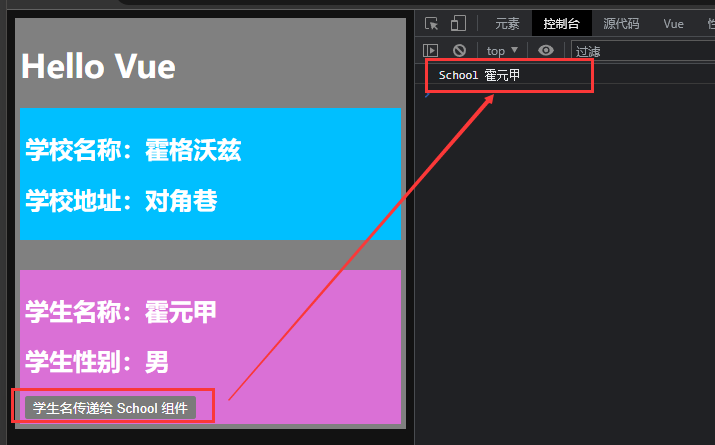 Hello Vue
学校名称：霍格沃兹
学校地址：对角巷
学生名称：霍元甲
学生性别：男
学生名传递给 School 组件
元素 控制台 源代码 Vue
top ▼ 过滤
School 霍元甲